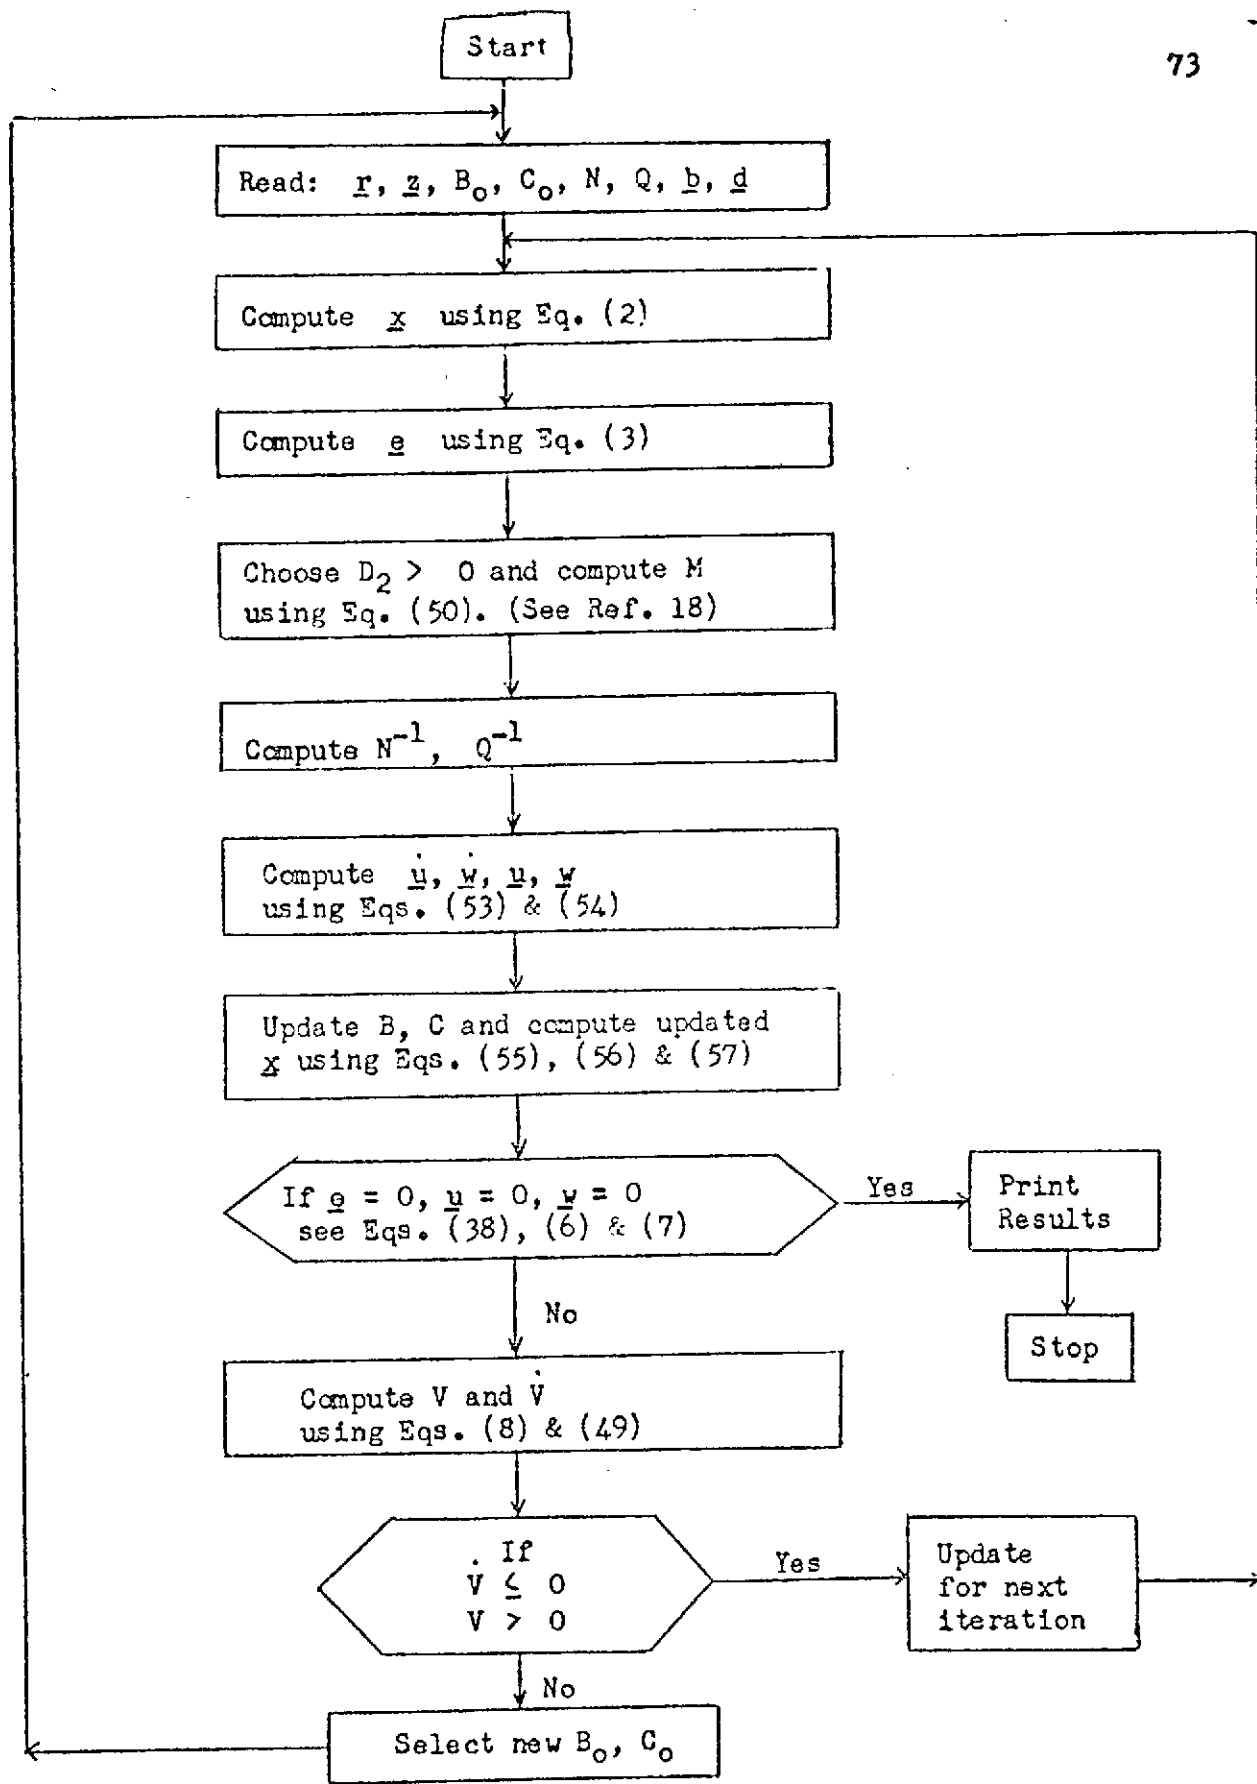 Start
73
Read: r, z, B₀, C₀, N, Q, b, d
Compute x using Eq. (2)
Compute e using Eq. (3)
Choose D₂ > 0 and compute M
using Eq. (50). (See Ref. 18)
Compute N⁻¹, Q⁻¹
Compute u̇, ẇ, u, w
using Eqs. (53) & (54)
Update B, C and compute updated
x using Eqs. (55), (56) & (57)
If e = 0, u = 0, w = 0
see Eqs. (38), (6) & (7)
Yes
Print
Results
No
Stop
Compute V and V̇
using Eqs. (8) & (49)
If
V̇ ≤ 0
V > 0
Yes
Update
for next
iteration
No
Select new B₀, C₀